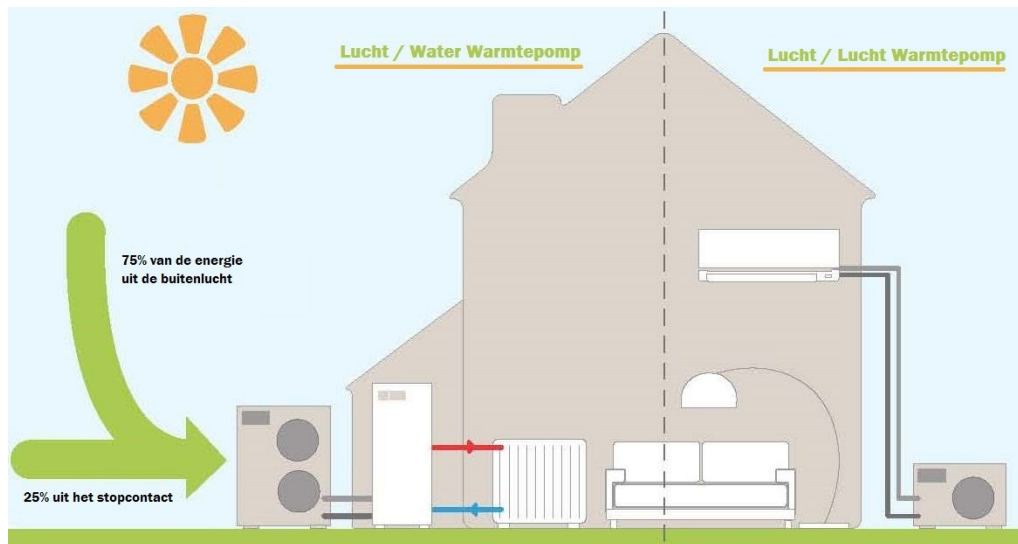 Lucht / Water Warmtepomp
Lucht / Lucht Warmtepomp
75% van de energie
uit de buitenlucht
25% uit het stopcontact